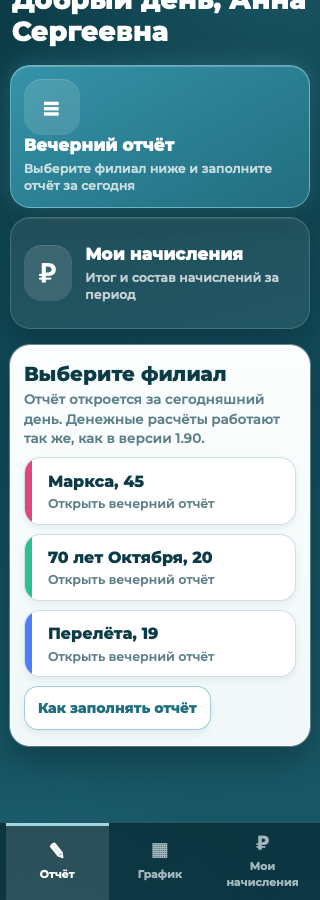 Добрый день, Анна
Сергеевна
Вечерний отчёт
Выберите филиал ниже и заполните
отчёт за сегодня
₽
Мои начисления
Итог и состав начислений за
период
Выберите филиал
Отчёт откроется за сегодняшний
день. Денежные расчёты работают
так же, как в версии 1.90.
Маркса, 45
Открыть вечерний отчёт
70 лет Октября, 20
Открыть вечерний отчёт
Перелёта, 19
Открыть вечерний отчёт
Как заполнять отчёт
Отчёт
График
₽
Мои
начисления